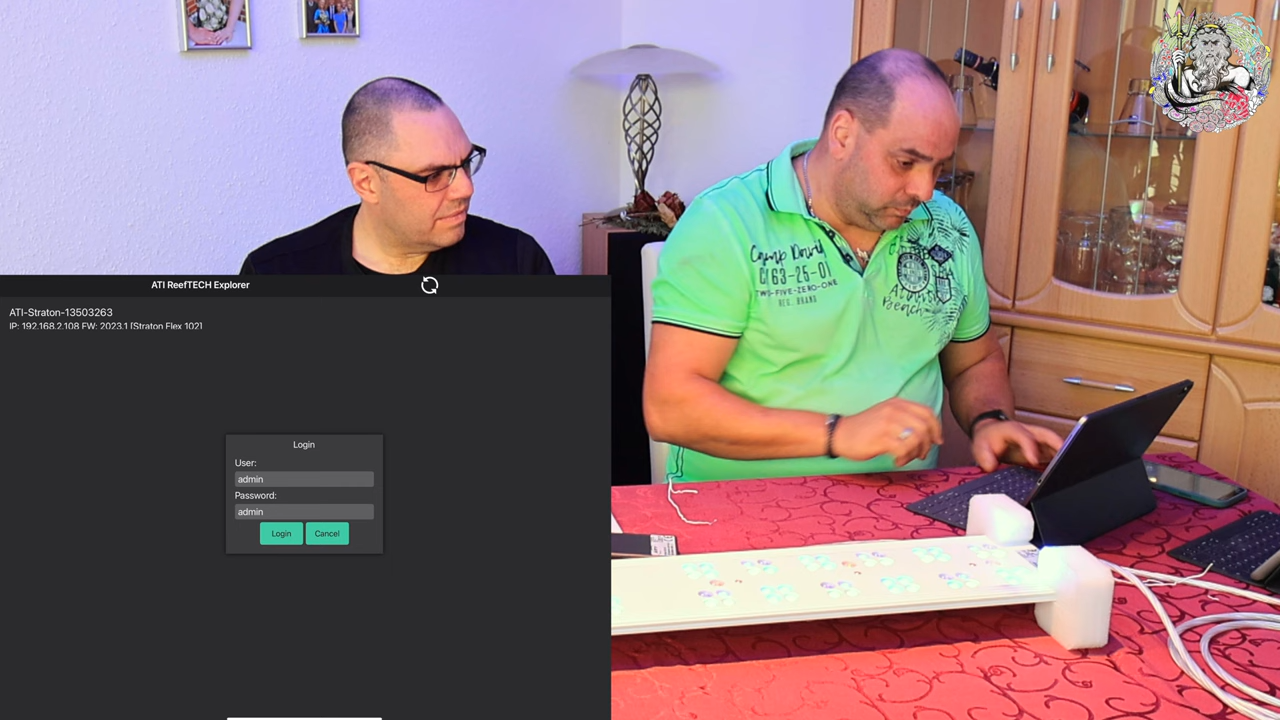 ATI ReefTECH Explorer
ATI-Straton-13503263
IP: 192.168.2.108 FW: 2023.1 [Straton Flex 102]
Login
User:
admin
Password:
admin
Login
Cancel
Camp David
63-25-01
TWO-FIVE-ZERO-ONE
REG. BRAND
Beach